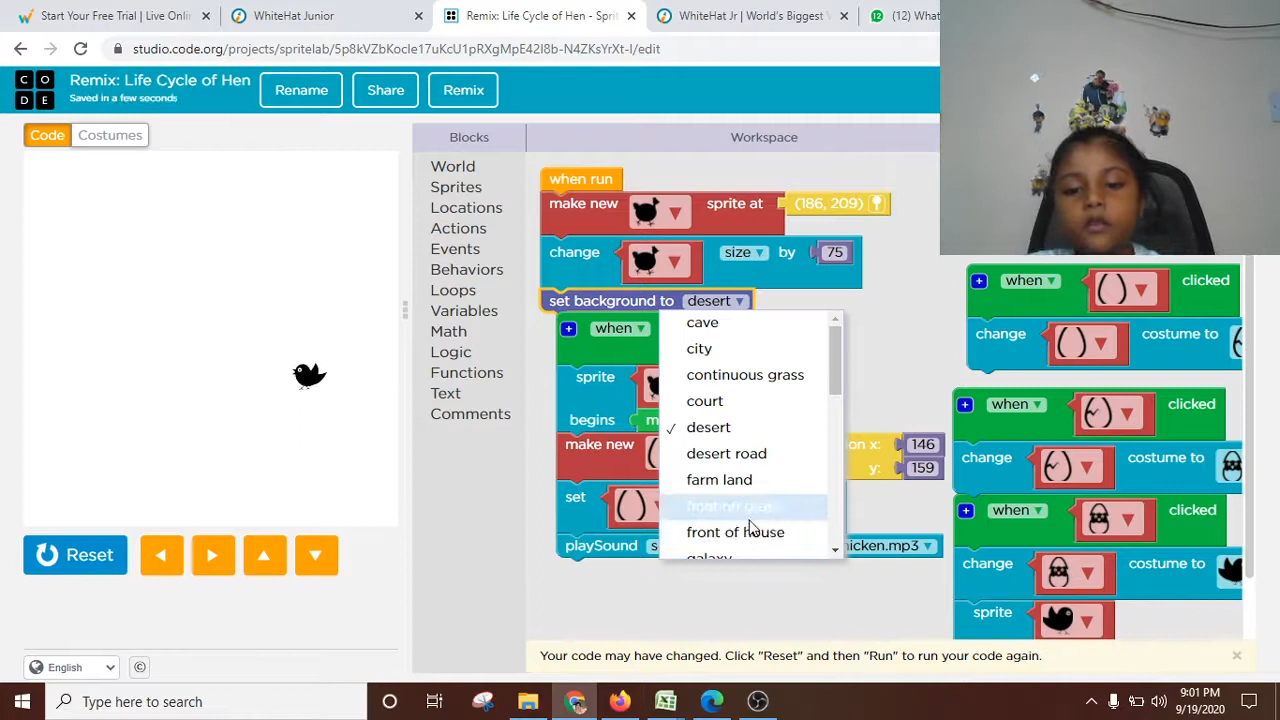 Start Your Free Trial | Live Onlin
WhiteHat Junior
Remix: Life Cycle of Hen - Sprit
WhiteHat Jr | World's Biggest
(12) What
studio.code.org/projects/spritelab/5p8kVZbKocIe17uKcU1pRXgMpE42I8b-N4ZKsYrXt-I/edit
C O
D E
Remix: Life Cycle of Hen
Saved in a few seconds
Rename
Share
Remix
Code
Costumes
Blocks
Workspace
World
Sprites
Locations
Actions
Events
Behaviors
Loops
Variables
Math
Logic
Functions
Text
Comments
when run
make new sprite at (186, 209)
change size by 75
set background to desert
when
sprite
begins
make new
on x: 146
y: 159
set
playSound
hicken.mp3
cave
city
continuous grass
court
desert
desert road
farm land
front of house
galaxy
when clicked
change costume to
when clicked
change costume to
when clicked
change costume to
sprite
Reset
English
©
Your code may have changed. Click "Reset" and then "Run" to run your code again.
Type here to search
9:01 PM
9/19/2020